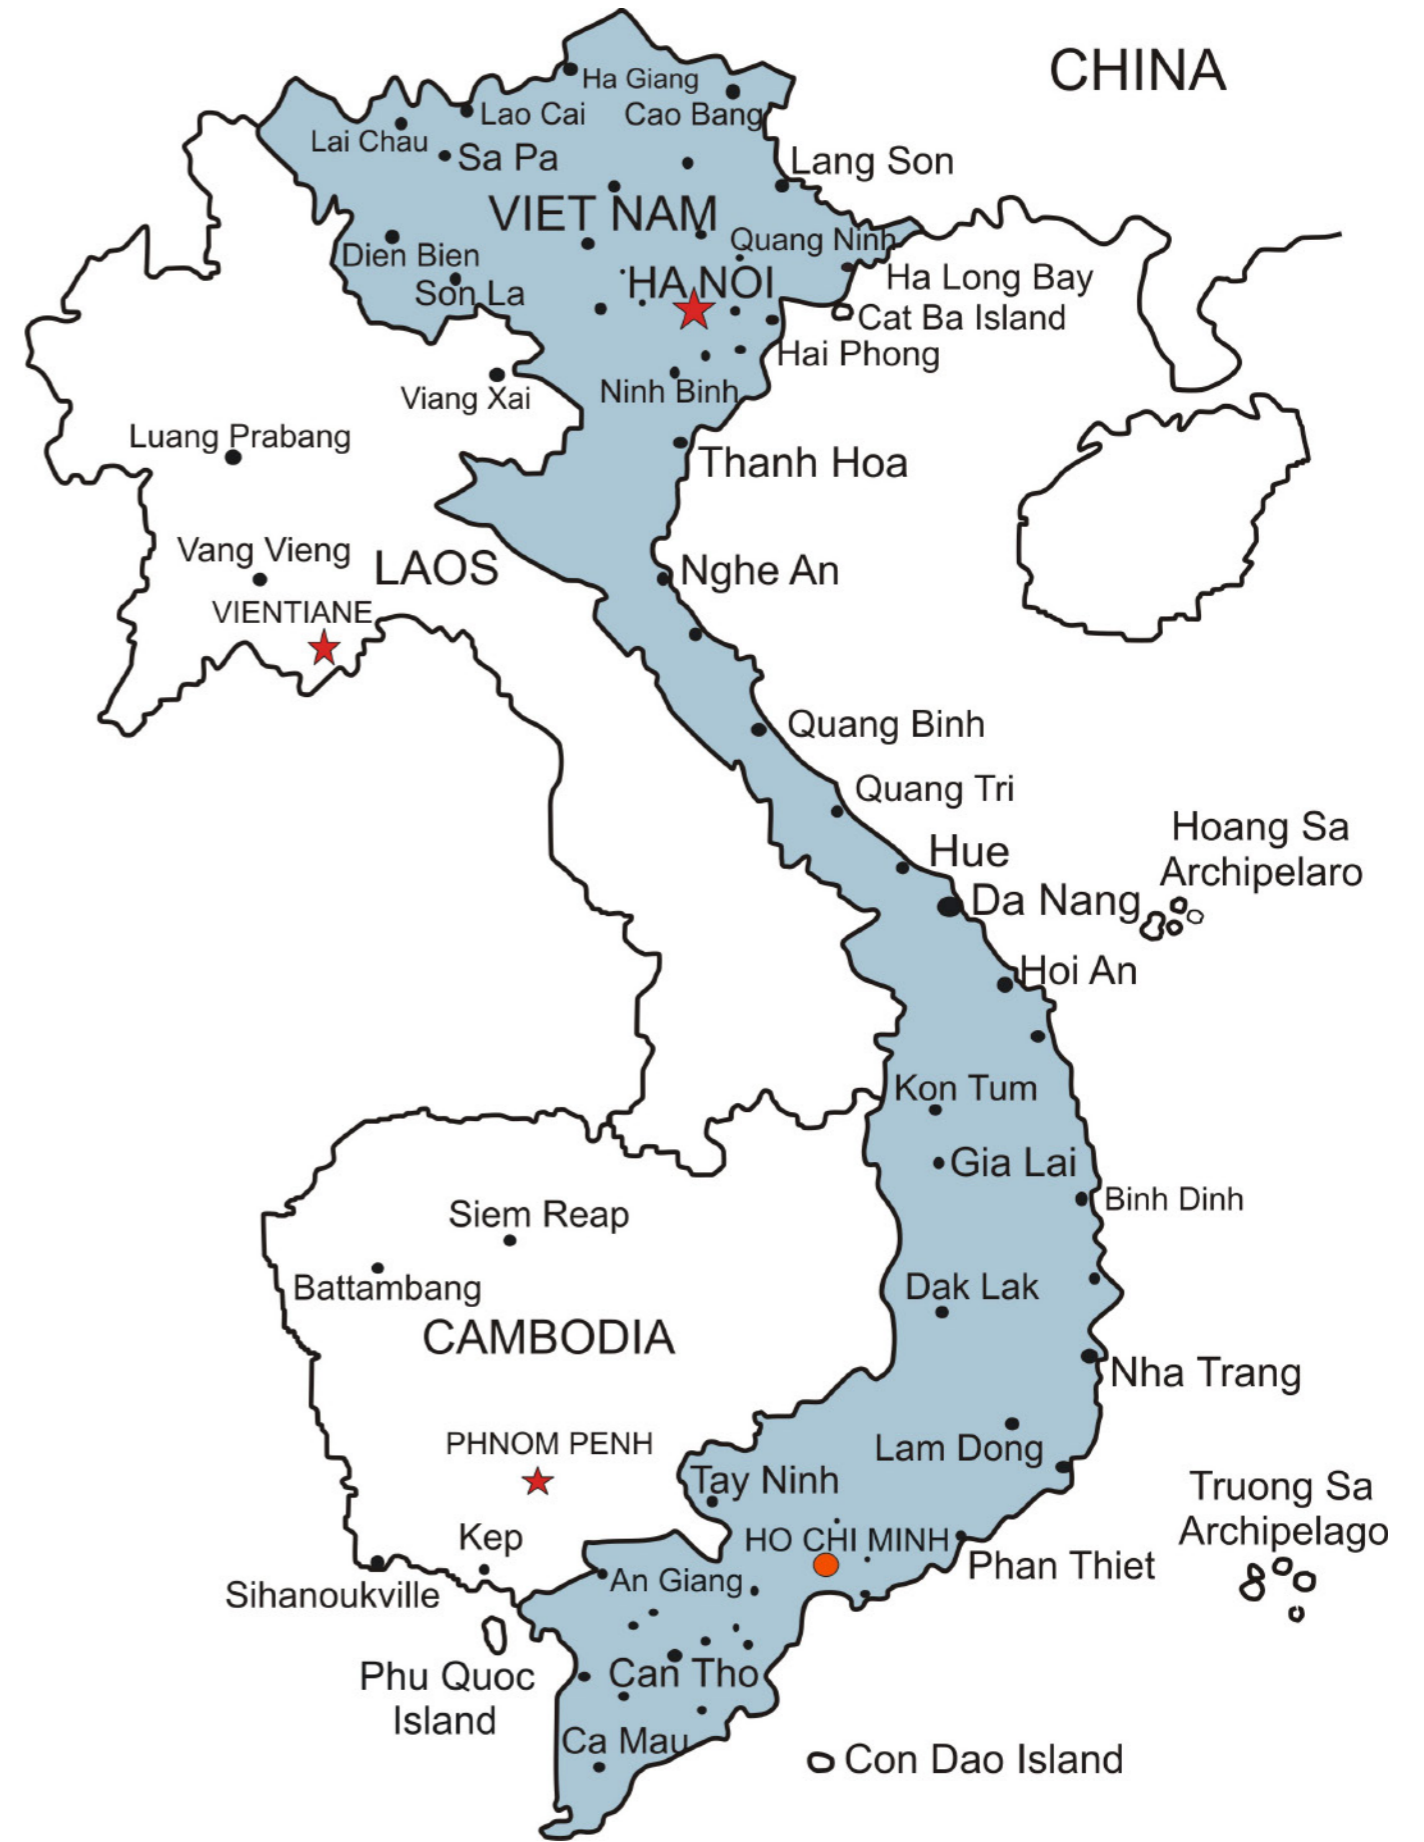 CHINA
Ha Giang
Cao Bang
Lao Cai
Lai Chau
Sa Pa
Lang Son
VIET NAM
Quang Ninh
Dien Bien
Son La
HA NOI
Ha Long Bay
Cat Ba Island
Hai Phong
Viang Xai
Ninh Binh
Luang Prabang
Thanh Hoa
Vang Vieng
LAOS
Nghe An
VIENTIANE
Quang Binh
Quang Tri
Hoang Sa
Archipelaro
Hue
Da Nang
Hoi An
Kon Tum
Gia Lai
Binh Dinh
Siem Reap
Battambang
Dak Lak
CAMBODIA
Nha Trang
PHNOM PENH
Lam Dong
Tay Ninh
Truong Sa
Archipelago
Kep
HO CHI MINH
Phan Thiet
Sihanoukville
An Giang
Phu Quoc
Island
Can Tho
Ca Mau
Con Dao Island